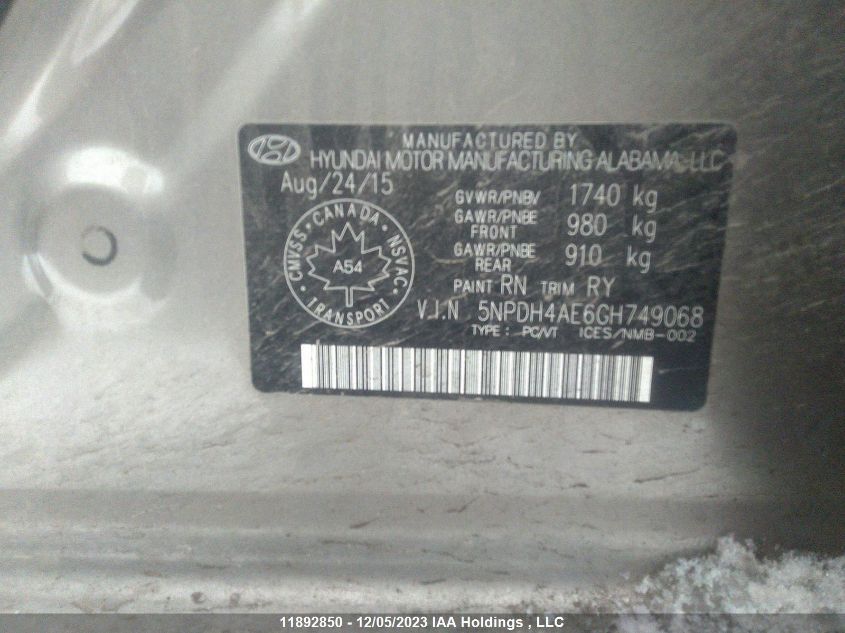 MANUFACTURED BY
HYUNDAI MOTOR MANUFACTURING ALABAMA, LLC
Aug/24/15
GVWR/PNBV 1740 kg
GAWR/PNBE FRONT 980 kg
GAWR/PNBE REAR 910 kg
PAINT RN TRIM RY
CMVSS. CANADA. NSVAC. TRANSPORT
A54
V.I.N 5NPDH4AE6GH749068
TYPE : PC/VT ICES/NMB-002
11892850 - 12/05/2023 IAA Holdings , LLC